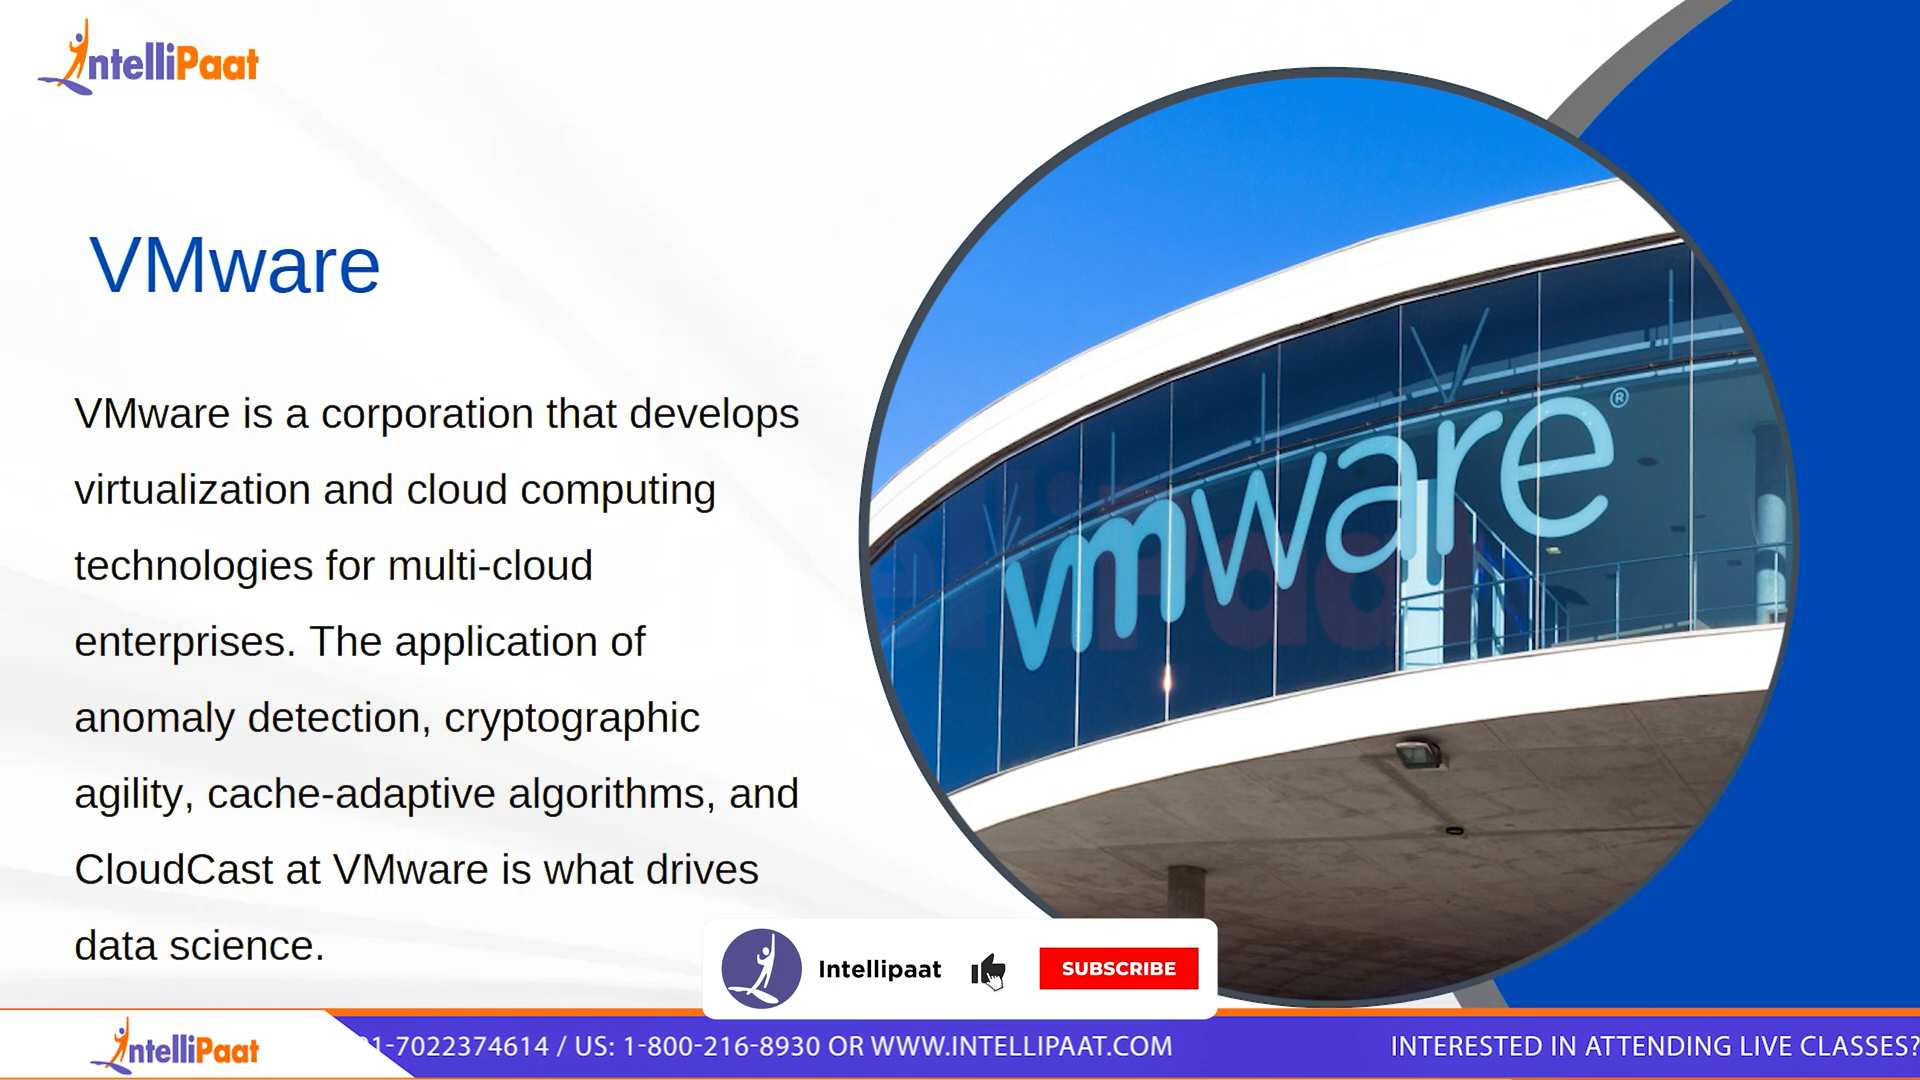 IntelliPaat
VMware
VMware is a corporation that develops
virtualization and cloud computing
technologies for multi-cloud
enterprises. The application of
anomaly detection, cryptographic
agility, cache-adaptive algorithms, and
CloudCast at VMware is what drives
data science.
vmware®
Intellipaat
SUBSCRIBE
IntelliPaat
1-7022374614 / US: 1-800-216-8930 OR WWW.INTELLIPAAT.COM
INTERESTED IN ATTENDING LIVE CLASSES?